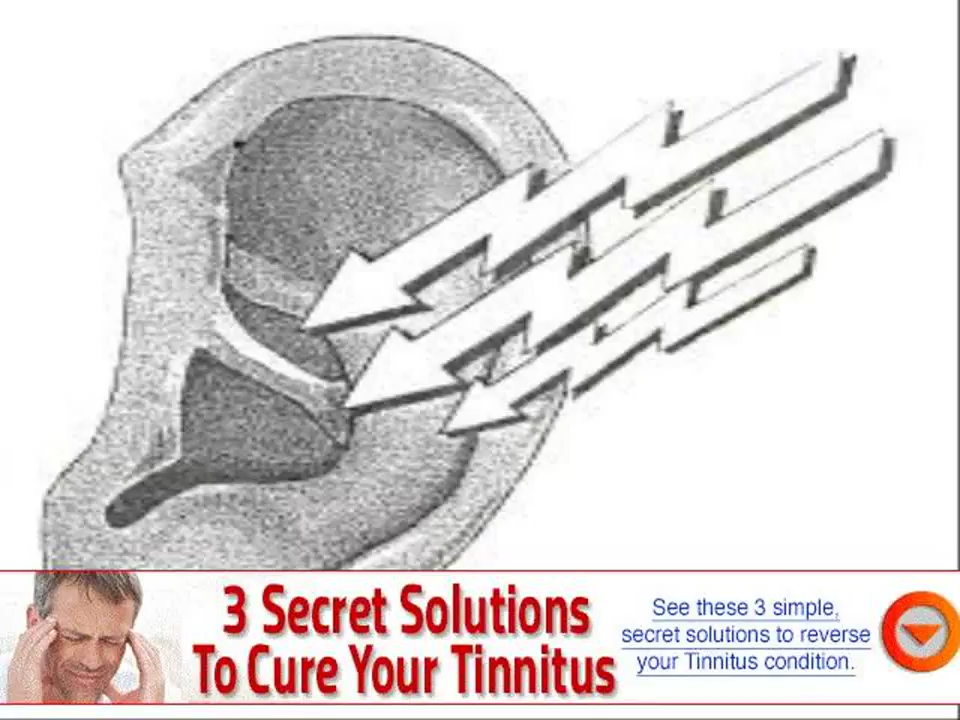 3 Secret Solutions
To Cure Your Tinnitus
See these 3 simple,
secret solutions to reverse
your Tinnitus condition.